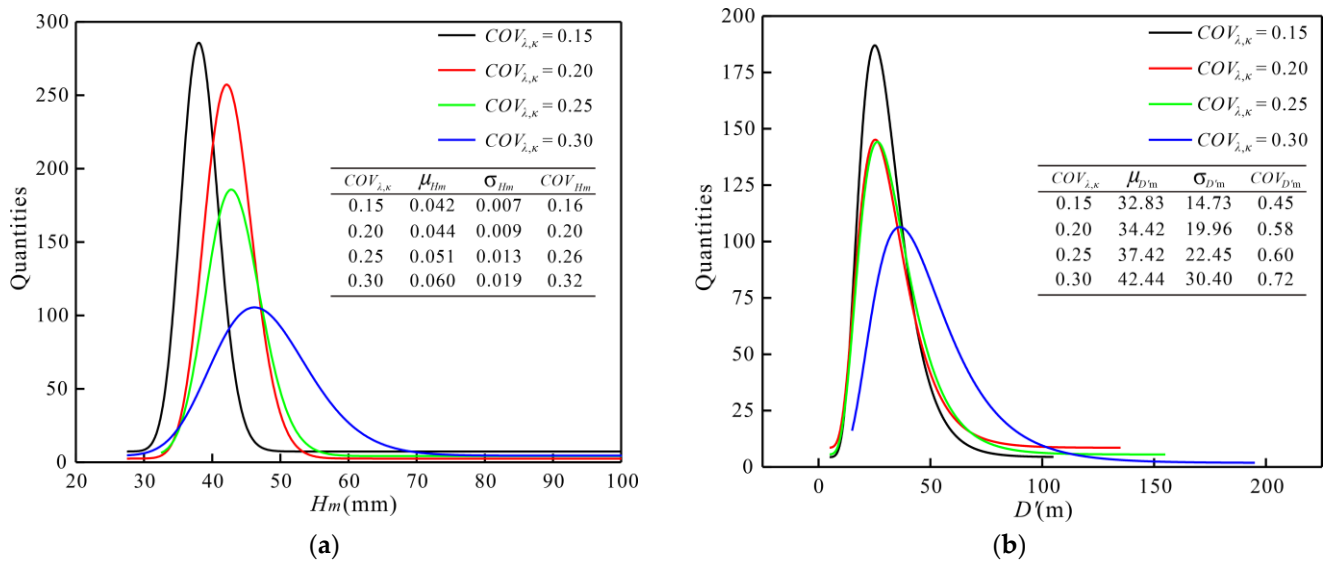 300
250
200
150
100
50
0
Quantities
COVλ,κ = 0.15
COVλ,κ = 0.20
COVλ,κ = 0.25
COVλ,κ = 0.30
COVλ,κ μHm σHm COVHm
0.15 0.042 0.007 0.16
0.20 0.044 0.009 0.20
0.25 0.051 0.013 0.26
0.30 0.060 0.019 0.32
20 30 40 50 60 70 80 90 100
Hm(mm)
(a)
200
175
150
125
100
75
50
25
0
Quantities
COVλ,κ = 0.15
COVλ,κ = 0.20
COVλ,κ = 0.25
COVλ,κ = 0.30
COVλ,κ μD'm σD'm COVD'm
0.15 32.83 14.73 0.45
0.20 34.42 19.96 0.58
0.25 37.42 22.45 0.60
0.30 42.44 30.40 0.72
0 50 100 150 200
D'(m)
(b)